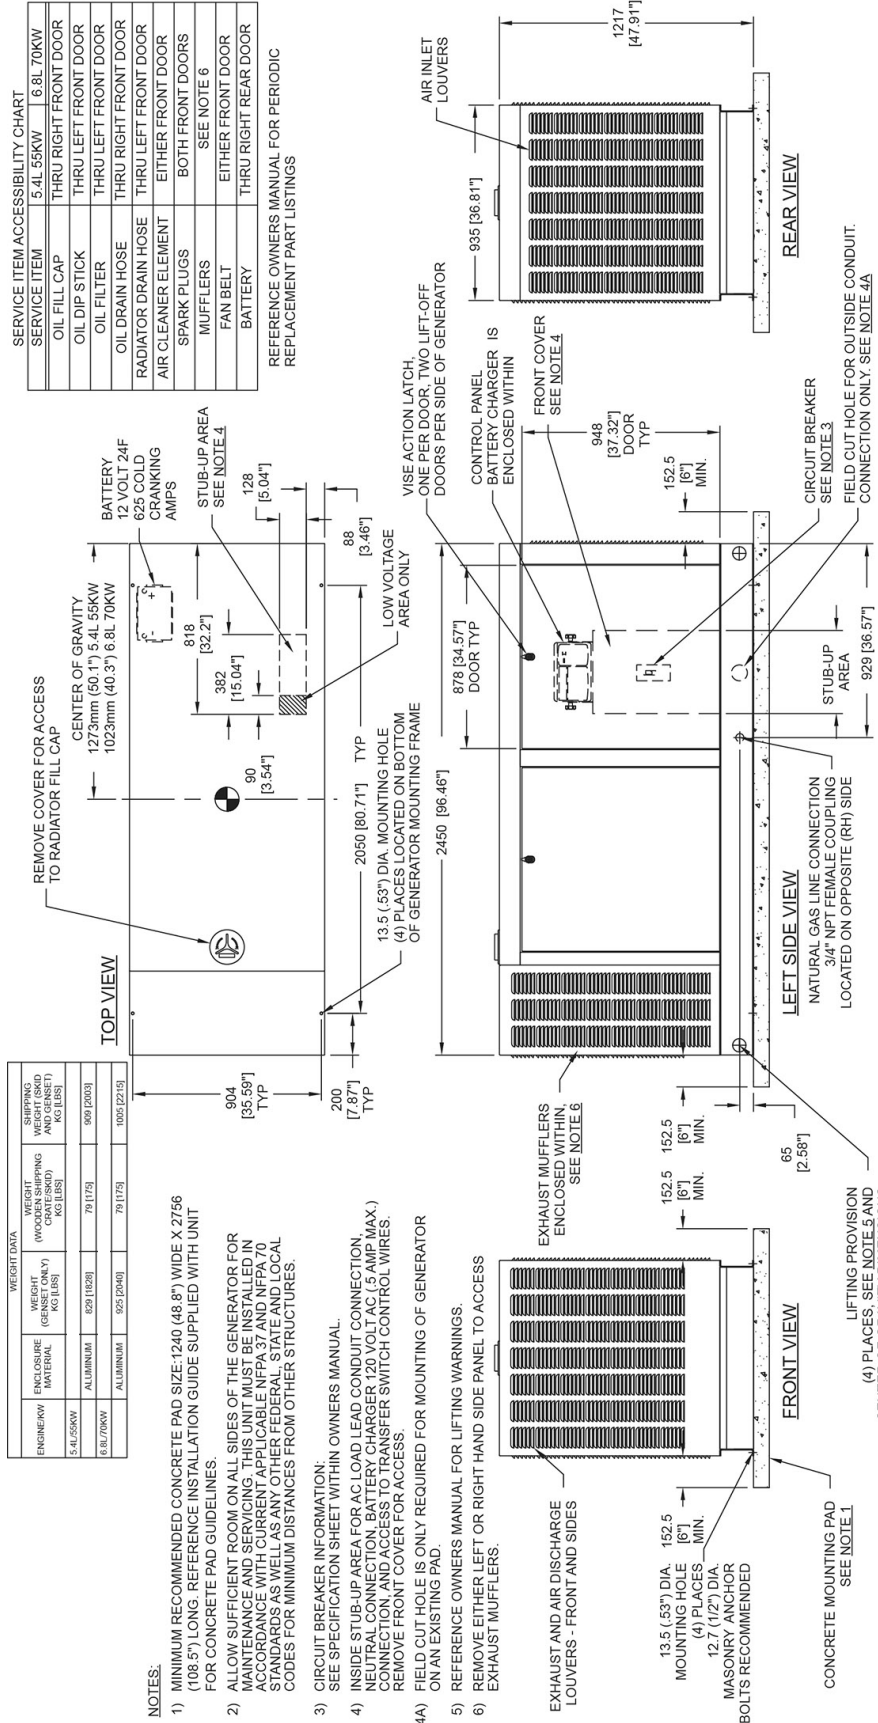 SERVICE ITEM ACCESSIBILITY CHART
SERVICE ITEM 5.4L 55KW 6.8L 70KW
OIL FILL CAP THRU RIGHT FRONT DOOR
OIL DIP STICK THRU LEFT FRONT DOOR
OIL FILTER THRU LEFT FRONT DOOR
OIL DRAIN HOSE THRU RIGHT FRONT DOOR
RADIATOR DRAIN HOSE THRU LEFT FRONT DOOR
AIR CLEANER ELEMENT EITHER FRONT DOOR
SPARK PLUGS BOTH FRONT DOORS
MUFFLERS SEE NOTE 6
FAN BELT EITHER FRONT DOOR
BATTERY THRU RIGHT REAR DOOR
REFERENCE OWNERS MANUAL FOR PERIODIC
REPLACEMENT PART LISTINGS
WEIGHT DATA
ENGINE/KW ENCLOSURE MATERIAL WEIGHT (GENSET ONLY) KG [LBS] WEIGHT (WOODEN SHIPPING CRATE/SKID) KG [LBS] SHIPPING WEIGHT (SKID AND GENSET) KG [LBS]
5.4L/55KW ALUMINUM 829 [1828] 79 [175] 909 [2003]
6.8L/70KW ALUMINUM 925 [2040] 79 [175] 1005 [2215]
TOP VIEW
REMOVE COVER FOR ACCESS
TO RADIATOR FILL CAP
CENTER OF GRAVITY
1273mm (50.1") 5.4L 55KW
1023mm (40.3") 6.8L 70KW
BATTERY
12 VOLT 24F
625 COLD
CRANKING
AMPS
STUB-UP AREA
SEE NOTE 4
818
[32.2"]
382
[15.04"]
90
[3.54"]
128
[5.04"]
88
[3.46"]
LOW VOLTAGE
AREA ONLY
2050 [80.71"] TYP
13.5 (.53") DIA. MOUNTING HOLE
(4) PLACES LOCATED ON BOTTOM
OF GENERATOR MOUNTING FRAME
904
[35.59"]
TYP
200
[7.87"]
TYP
NOTES:
1) MINIMUM RECOMMENDED CONCRETE PAD SIZE:1240 (48.8") WIDE X 2756
(108.5") LONG. REFERENCE INSTALLATION GUIDE SUPPLIED WITH UNIT
FOR CONCRETE PAD GUIDELINES.
2) ALLOW SUFFICIENT ROOM ON ALL SIDES OF THE GENERATOR FOR
MAINTENANCE AND SERVICING. THIS UNIT MUST BE INSTALLED IN
ACCORDANCE WITH CURRENT APPLICABLE NFPA 37 AND NFPA 70
STANDARDS AS WELL AS ANY OTHER FEDERAL, STATE AND LOCAL
CODES FOR MINIMUM DISTANCES FROM OTHER STRUCTURES.
3) CIRCUIT BREAKER INFORMATION:
SEE SPECIFICATION SHEET WITHIN OWNERS MANUAL.
4) INSIDE STUB-UP AREA FOR AC LOAD LEAD CONDUIT CONNECTION,
NEUTRAL CONNECTION, BATTERY CHARGER 120 VOLT AC (.5 AMP MAX.)
CONNECTION, AND ACCESS TO TRANSFER SWITCH CONTROL WIRES.
REMOVE FRONT COVER FOR ACCESS.
4A) FIELD CUT HOLE IS ONLY REQUIRED FOR MOUNTING OF GENERATOR
ON AN EXISTING PAD.
5) REFERENCE OWNERS MANUAL FOR LIFTING WARNINGS.
6) REMOVE EITHER LEFT OR RIGHT HAND SIDE PANEL TO ACCESS
EXHAUST MUFFLERS.
VISE ACTION LATCH,
ONE PER DOOR, TWO LIFT-OFF
DOORS PER SIDE OF GENERATOR
CONTROL PANEL
BATTERY CHARGER IS
ENCLOSED WITHIN
FRONT COVER
SEE NOTE 4
2450 [96.46"]
878 [34.57"]
DOOR TYP
948
[37.32"]
DOOR
TYP
152.5
[6"]
MIN.
CIRCUIT BREAKER
SEE NOTE 3
FIELD CUT HOLE FOR OUTSIDE CONDUIT.
CONNECTION ONLY. SEE NOTE 4A
STUB-UP
AREA
929 [36.57"]
EXHAUST MUFFLERS
ENCLOSED WITHIN,
SEE NOTE 6
152.5
[6"]
MIN.
65
[2.58"]
LEFT SIDE VIEW
NATURAL GAS LINE CONNECTION
3/4" NPT FEMALE COUPLING
LOCATED ON OPPOSITE (RH) SIDE
LIFTING PROVISION
(4) PLACES, SEE NOTE 5 AND
AIR INLET
LOUVERS
935 [36.81"]
1217
[47.91"]
REAR VIEW
EXHAUST AND AIR DISCHARGE
LOUVERS - FRONT AND SIDES
152.5
[6"]
MIN.
152.5
[6"]
MIN.
13.5 (.53") DIA.
MOUNTING HOLE
(4) PLACES
12.7 (1/2") DIA.
MASONRY ANCHOR
BOLTS RECOMMENDED
FRONT VIEW
CONCRETE MOUNTING PAD
SEE NOTE 1